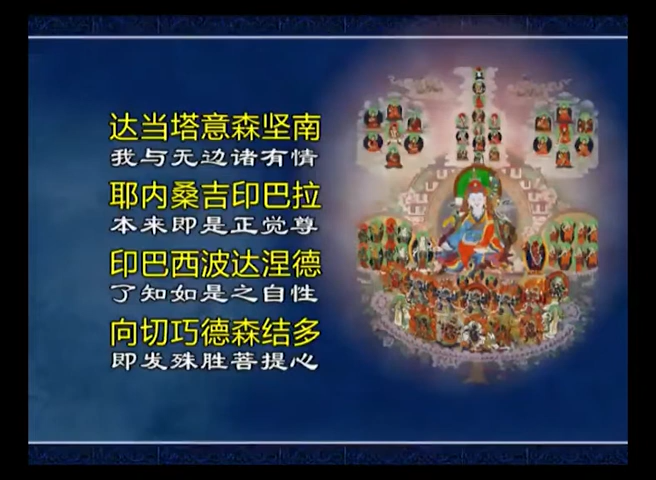 达当塔意森坚南
我与无边诸有情
耶内桑吉印巴拉
本来即是正觉尊
印巴西波达涅德
了知如是之自性
向切巧德森结多
即发殊胜菩提心